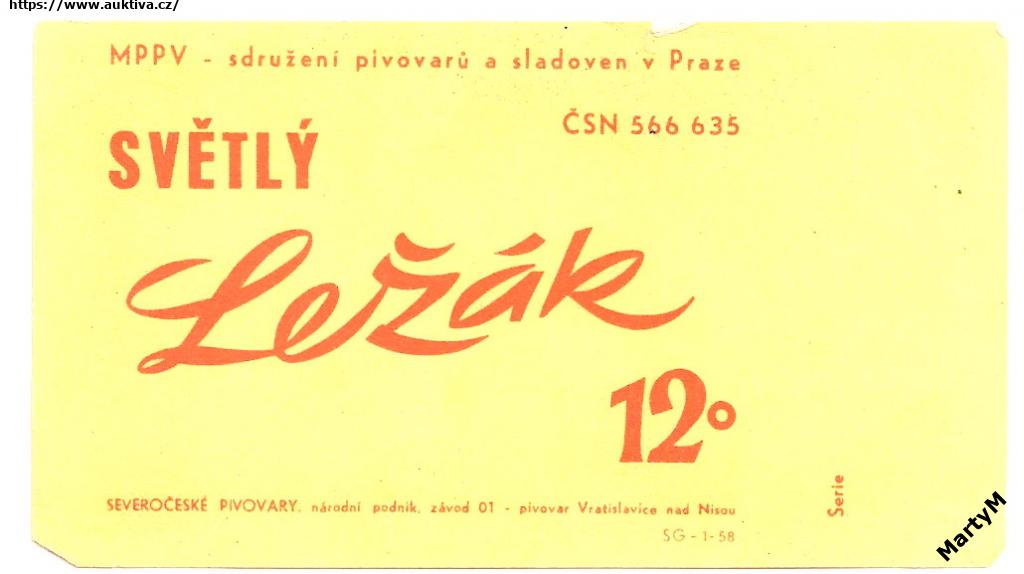 https://www.auktiva.cz/
MPPV - sdružení pivovarů a sladoven v Praze
ČSN 566 635
SVĚTLÝ
Ležák
12°
SEVEROČESKÉ PIVOVARY, národní podnik, závod 01 - pivovar Vratislavice nad Nisou
SG - 1 - 58
Serie
MartyM